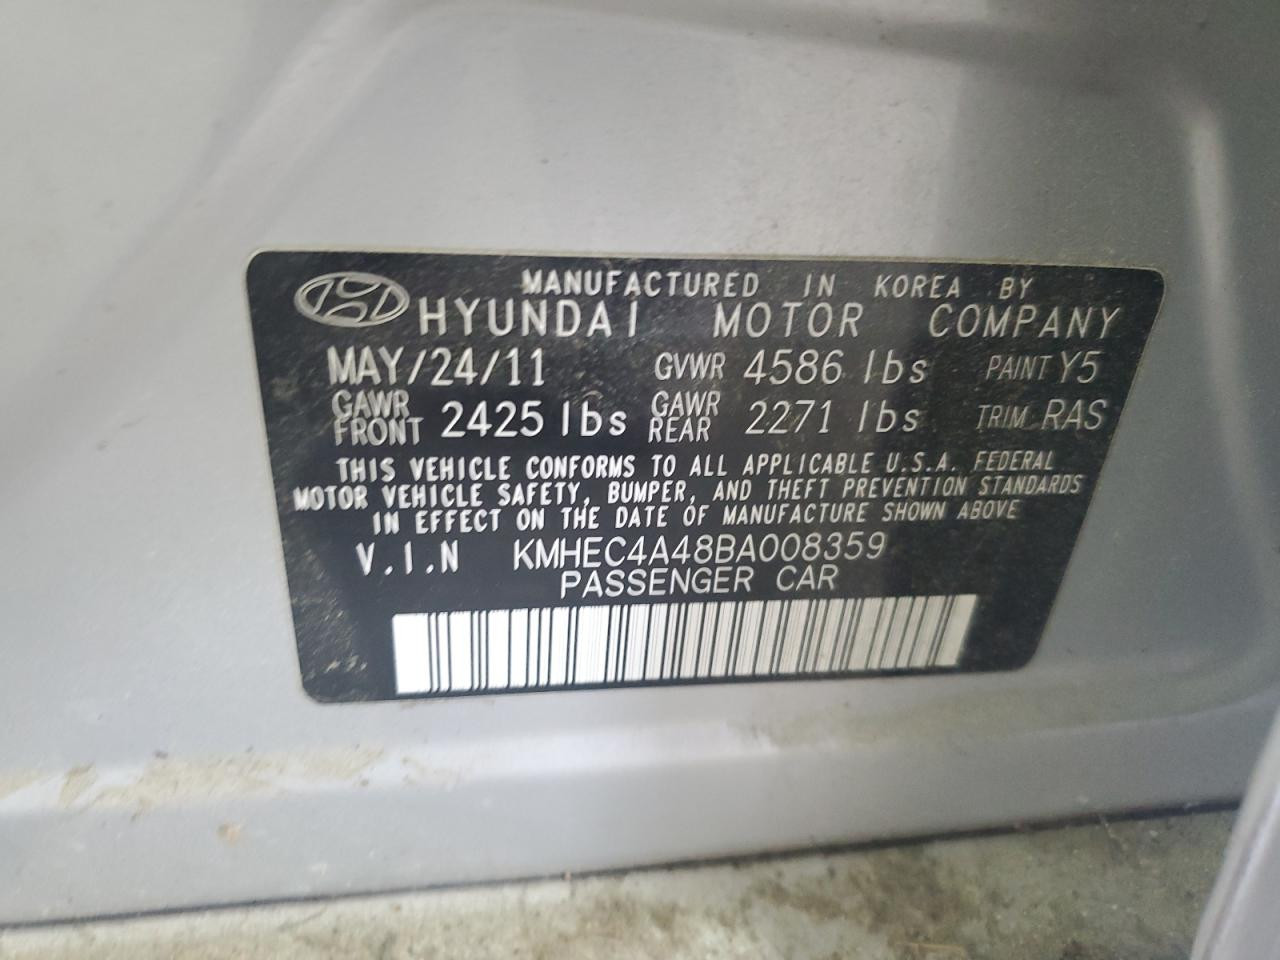 MANUFACTURED IN KOREA BY
HYUNDAI MOTOR COMPANY
MAY/24/11 GVWR 4586 lbs PAINT Y5
GAWR FRONT 2425 lbs GAWR REAR 2271 lbs TRIM RAS
THIS VEHICLE CONFORMS TO ALL APPLICABLE U.S.A. FEDERAL
MOTOR VEHICLE SAFETY, BUMPER, AND THEFT PREVENTION STANDARDS
IN EFFECT ON THE DATE OF MANUFACTURE SHOWN ABOVE
V.I.N KMHEC4A48BA008359
PASSENGER CAR